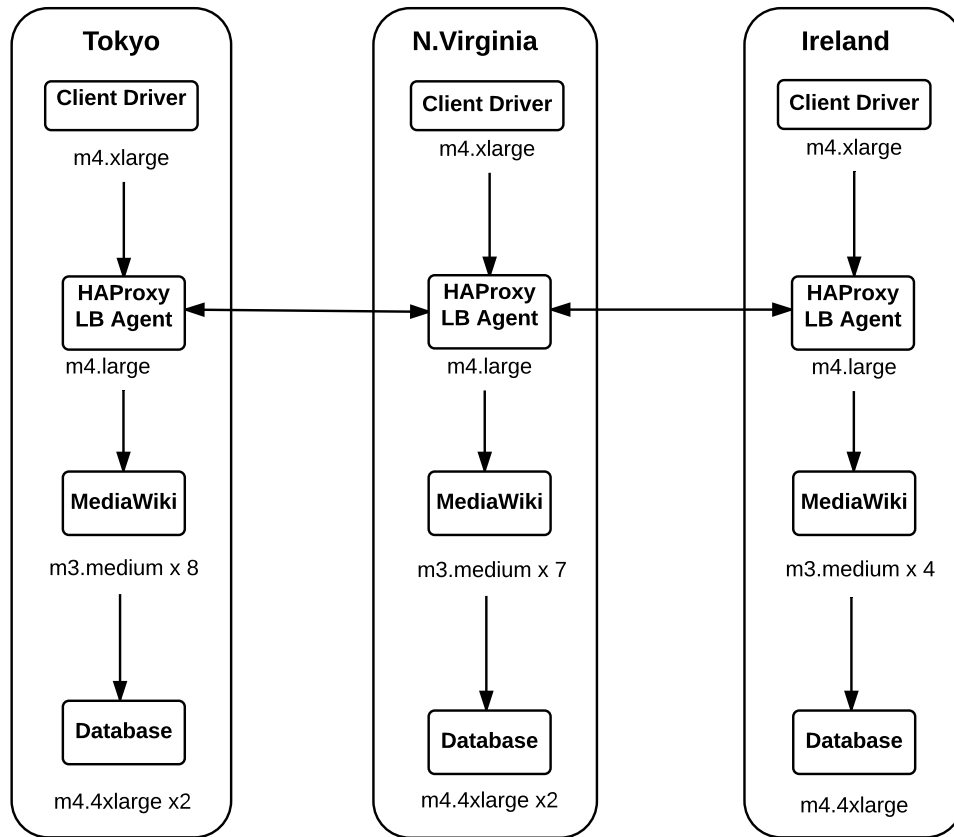 Tokyo
Client Driver
m4.xlarge
HAProxy
LB Agent
m4.large
MediaWiki
m3.medium x 8
Database
m4.4xlarge x2
N.Virginia
Client Driver
m4.xlarge
HAProxy
LB Agent
m4.large
MediaWiki
m3.medium x 7
Database
m4.4xlarge x2
Ireland
Client Driver
m4.xlarge
HAProxy
LB Agent
m4.large
MediaWiki
m3.medium x 4
Database
m4.4xlarge